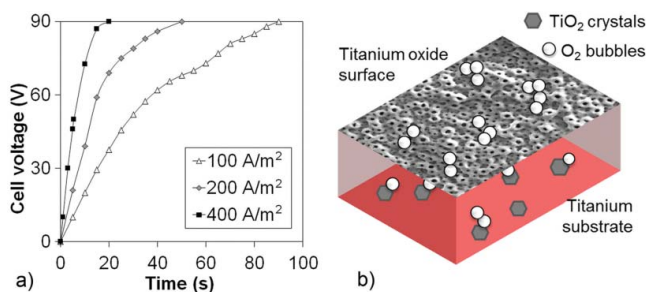 90
60
30
0
Cell voltage (V)
100 A/m²
200 A/m²
400 A/m²
0 20 40 60 80 100
Time (s)
a)
TiO₂ crystals
O₂ bubbles
Titanium oxide
surface
Titanium
substrate
b)